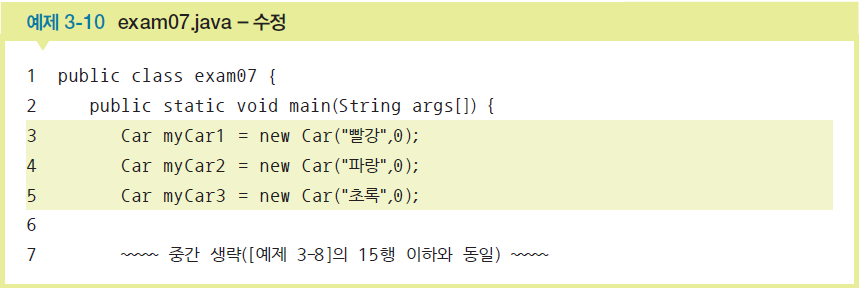 예제 3-10 exam07.java – 수정
1 public class exam07 {
2 public static void main(String args[]) {
3 Car myCar1 = new Car("빨강",0);
4 Car myCar2 = new Car("파랑",0);
5 Car myCar3 = new Car("초록",0);
6
7 ~~~~ 중간 생략([예제 3-8]의 15행 이하와 동일) ~~~~